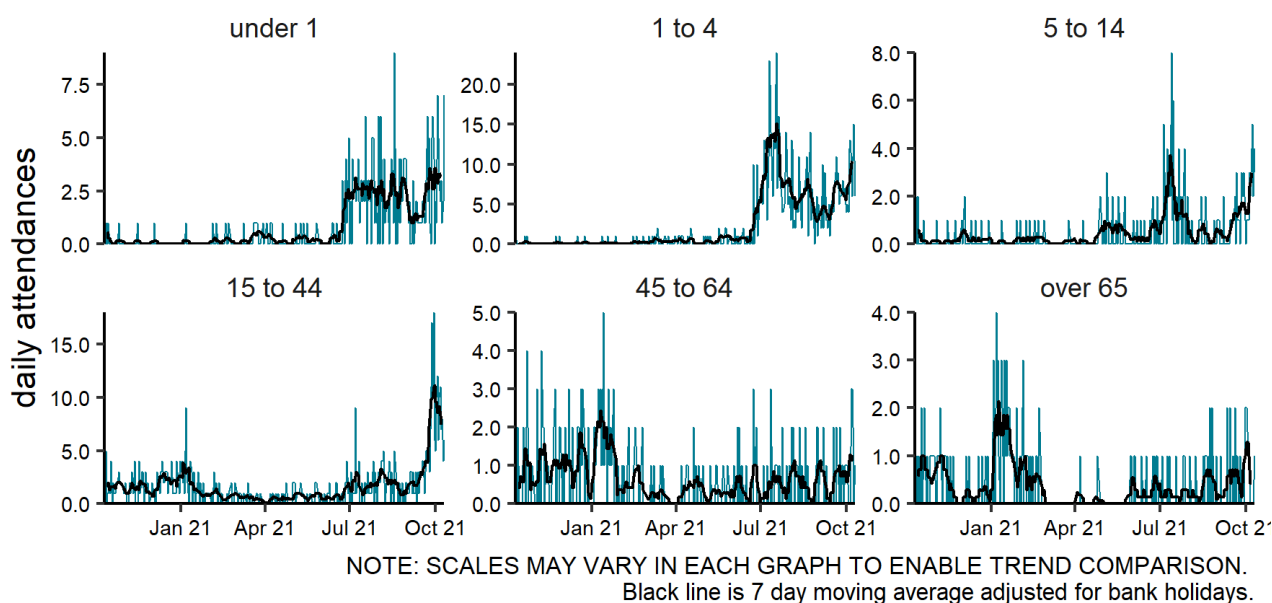 under 1
1 to 4
5 to 14
7.5
5.0
2.5
0.0
20.0
15.0
10.0
5.0
0.0
8.0
6.0
4.0
2.0
0.0
daily attendances
15 to 44
45 to 64
over 65
15.0
10.0
5.0
0.0
5.0
4.0
3.0
2.0
1.0
0.0
4.0
3.0
2.0
1.0
0.0
Jan 21 Apr 21 Jul 21 Oct 21
Jan 21 Apr 21 Jul 21 Oct 21
Jan 21 Apr 21 Jul 21 Oct 21
NOTE: SCALES MAY VARY IN EACH GRAPH TO ENABLE TREND COMPARISON.
Black line is 7 day moving average adjusted for bank holidays.